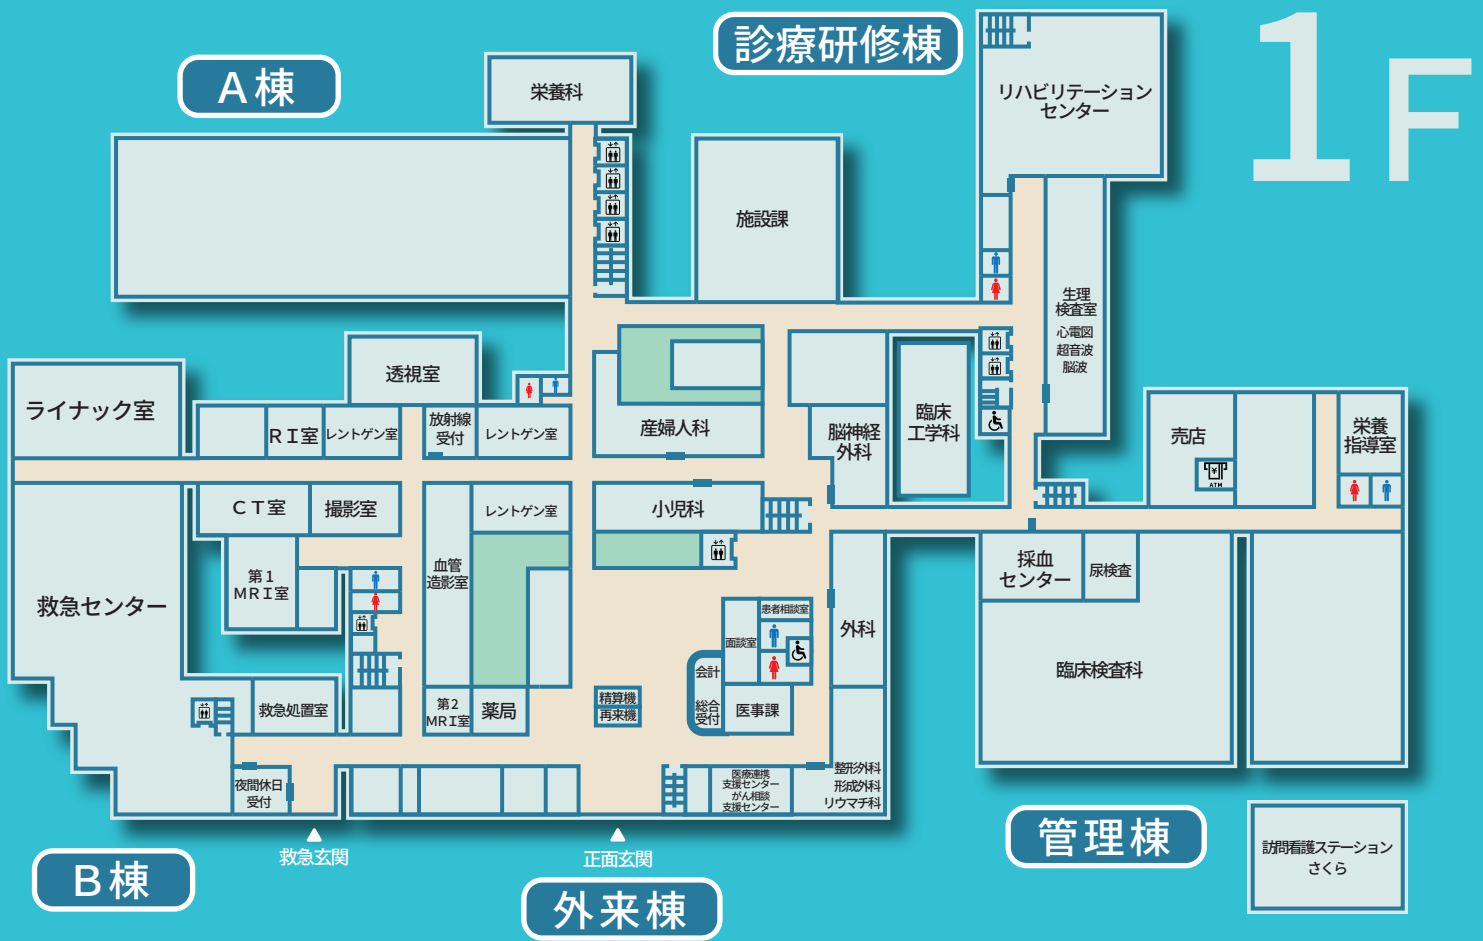 1F
診療研修棟
A棟
栄養科
リハビリテーション
センター
施設課
生理
検査室
心電図
超音波
脳波
透視室
ライナック室
RI室
レントゲン室
放射線
受付
レントゲン室
産婦人科
脳神経
外科
臨床
工学科
売店
ATM
栄養
指導室
CT室
撮影室
レントゲン室
小児科
血管
造影室
第1
MRI室
採血
センター
尿検査
救急センター
患者相談室
面談室
外科
会計
総合
受付
医事課
臨床検査科
救急処置室
第2
MRI室
薬局
精算機
再来機
夜間休日
受付
医療連携
支援センター
がん相談
支援センター
整形外科
形成外科
リウマチ科
救急玄関
正面玄関
管理棟
訪問看護ステーション
さくら
B棟
外来棟